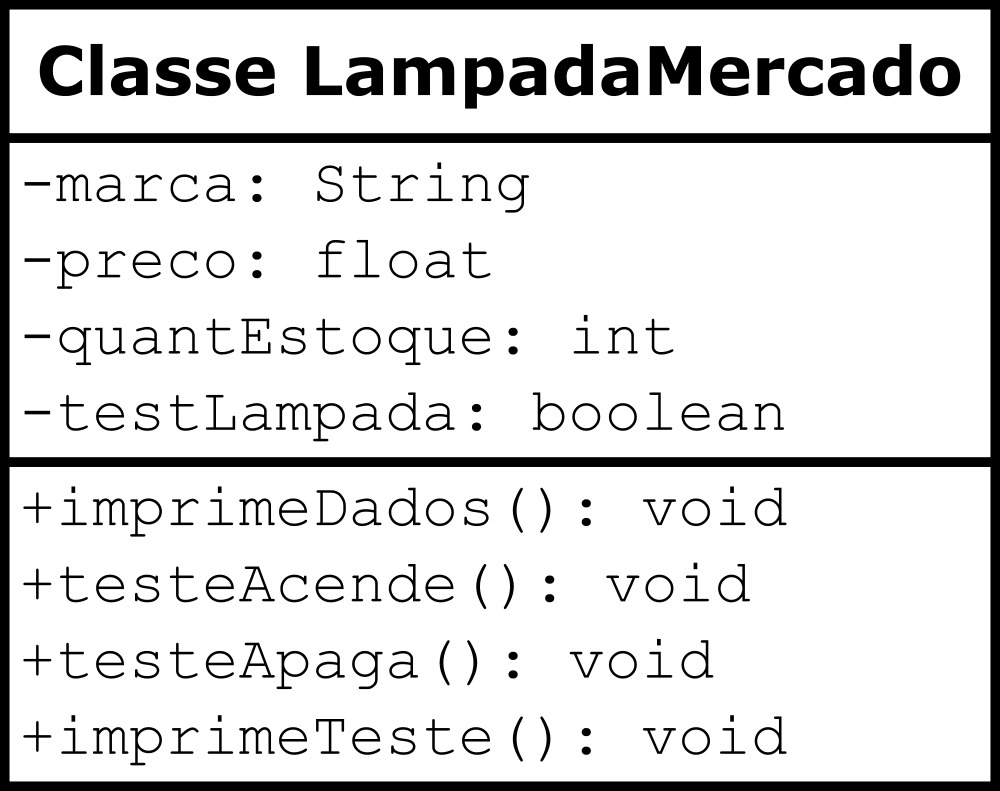 Classe LampadaMercado
-marca: String
-preco: float
-quantEstoque: int
-testLampada: boolean
+imprimeDados(): void
+testeAcende(): void
+testeApaga(): void
+imprimeTeste(): void